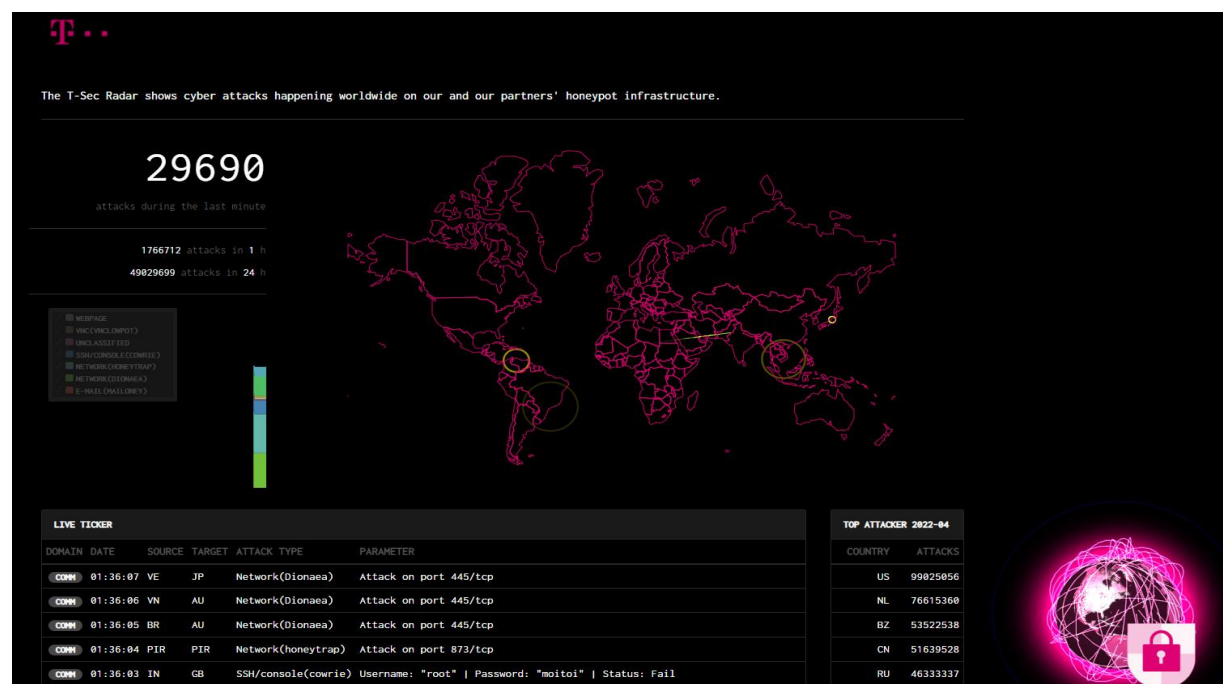 T
The T-Sec Radar shows cyber attacks happening worldwide on our and our partners' honeypot infrastructure.
29690
attacks during the last minute
1766712 attacks in 1 h
49029699 attacks in 24 h
WEBPAGE
VNC(VNCLOWPOT)
UNCLASSIFIED
SSH/CONSOLE(COWRIE)
NETWORK(HONEYTRAP)
NETWORK(DIONAEA)
E-MAIL(MAILONEY)
LIVE TICKER
DOMAIN DATE SOURCE TARGET ATTACK TYPE PARAMETER
COMM 01:36:07 VE JP Network(Dionaea) Attack on port 445/tcp
COMM 01:36:06 VN AU Network(Dionaea) Attack on port 445/tcp
COMM 01:36:05 BR AU Network(Dionaea) Attack on port 445/tcp
COMM 01:36:04 PIR PIR Network(honeytrap) Attack on port 873/tcp
COMM 01:36:03 IN GB SSH/console(cowrie) Username: "root" | Password: "moitoi" | Status: Fail
TOP ATTACKER 2022-04
COUNTRY ATTACKS
US 99025056
NL 76615360
BZ 53522538
CN 51639528
RU 46333337